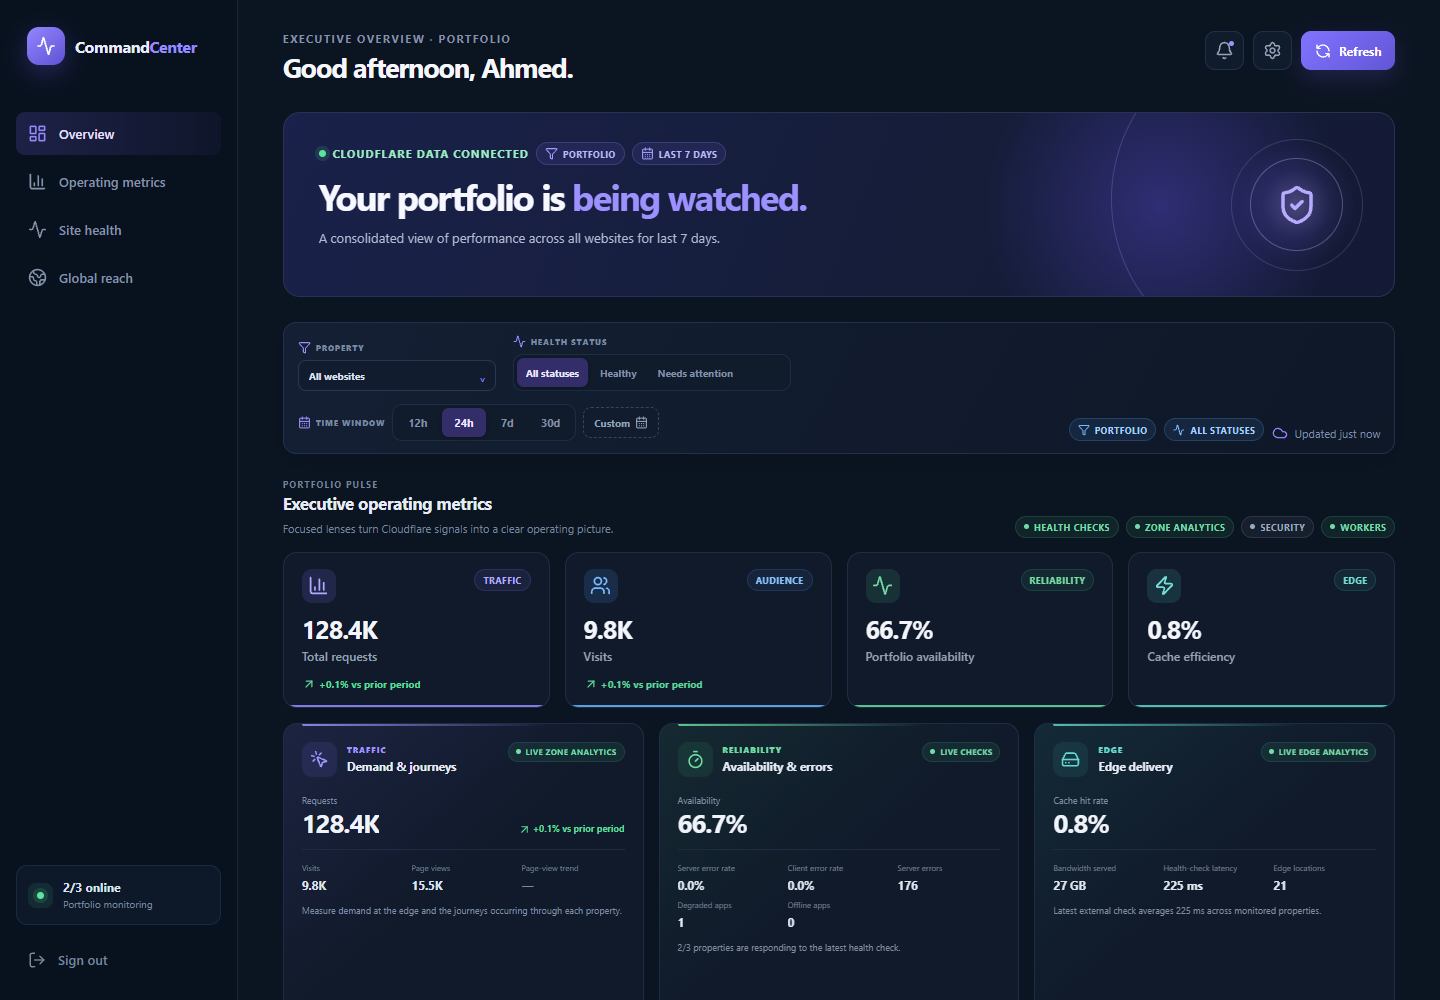 CommandCenter
Overview
Operating metrics
Site health
Global reach
2/3 online
Portfolio monitoring
Sign out
EXECUTIVE OVERVIEW · PORTFOLIO
Good afternoon, Ahmed.
Refresh
CLOUDFLARE DATA CONNECTED PORTFOLIO LAST 7 DAYS
Your portfolio is being watched.
A consolidated view of performance across all websites for last 7 days.
PROPERTY
All websites
HEALTH STATUS
All statuses Healthy Needs attention
TIME WINDOW 12h 24h 7d 30d Custom
PORTFOLIO ALL STATUSES Updated just now
PORTFOLIO PULSE
Executive operating metrics
Focused lenses turn Cloudflare signals into a clear operating picture.
HEALTH CHECKS ZONE ANALYTICS SECURITY WORKERS
TRAFFIC
128.4K
Total requests
+0.1% vs prior period
AUDIENCE
9.8K
Visits
+0.1% vs prior period
RELIABILITY
66.7%
Portfolio availability
EDGE
0.8%
Cache efficiency
TRAFFIC
Demand & journeys
LIVE ZONE ANALYTICS
Requests
128.4K
+0.1% vs prior period
Visits Page views Page-view trend
9.8K 15.5K —
Measure demand at the edge and the journeys occurring through each property.
RELIABILITY
Availability & errors
LIVE CHECKS
Availability
66.7%
Server error rate Client error rate Server errors
0.0% 0.0% 176
Degraded apps Offline apps
1 0
2/3 properties are responding to the latest health check.
EDGE
Edge delivery
LIVE EDGE ANALYTICS
Cache hit rate
0.8%
Bandwidth served Health-check latency Edge locations
27 GB 225 ms 21
Latest external check averages 225 ms across monitored properties.